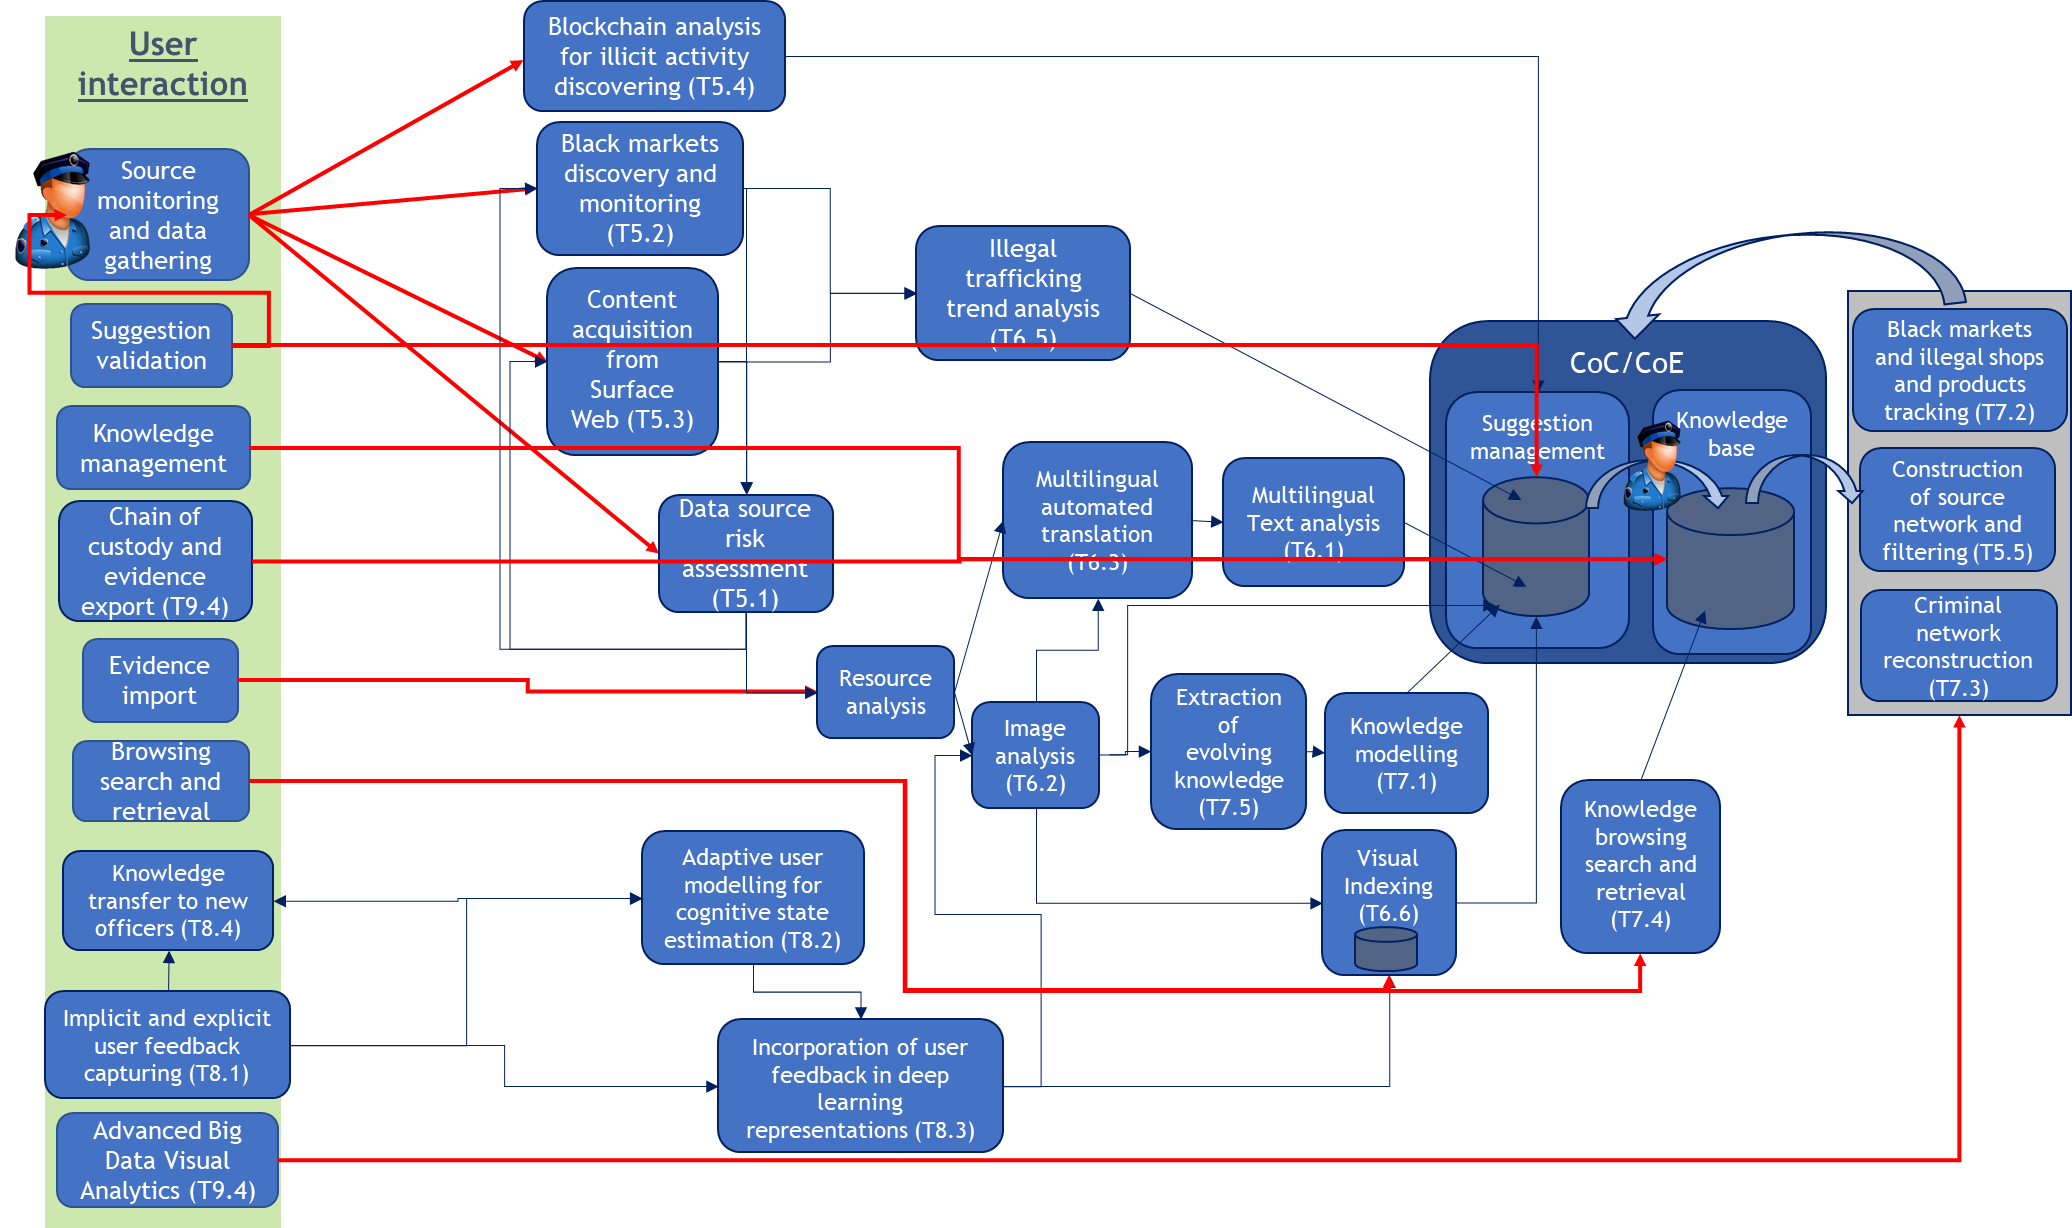 User
interaction
Source
monitoring
and data
gathering
Suggestion
validation
Knowledge
management
Chain of
custody and
evidence
export (T9.4)
Evidence
import
Browsing
search and
retrieval
Knowledge
transfer to new
officers (T8.4)
Implicit and explicit
user feedback
capturing (T8.1)
Advanced Big
Data Visual
Analytics (T9.4)
Blockchain analysis
for illicit activity
discovering (T5.4)
Black markets
discovery and
monitoring
(T5.2)
Content
acquisition
from
Surface
Web (T5.3)
Data source
risk
assessment
(T5.1)
Adaptive user
modelling for
cognitive state
estimation (T8.2)
Incorporation of user
feedback in deep
learning
representations (T8.3)
Illegal
trafficking
trend analysis
(T6.5)
Resource
analysis
Multilingual
automated
translation
(T6.3)
Multilingual
Text analysis
(T6.1)
Image
analysis
(T6.2)
Extraction
of
evolving
knowledge
(T7.5)
Knowledge
modelling
(T7.1)
Visual
Indexing
(T6.6)
Knowledge
browsing
search and
retrieval
(T7.4)
CoC/CoE
Suggestion
management
Knowledge
base
Black markets
and illegal shops
and products
tracking (T7.2)
Construction
of source
network and
filtering (T5.5)
Criminal
network
reconstruction
(T7.3)